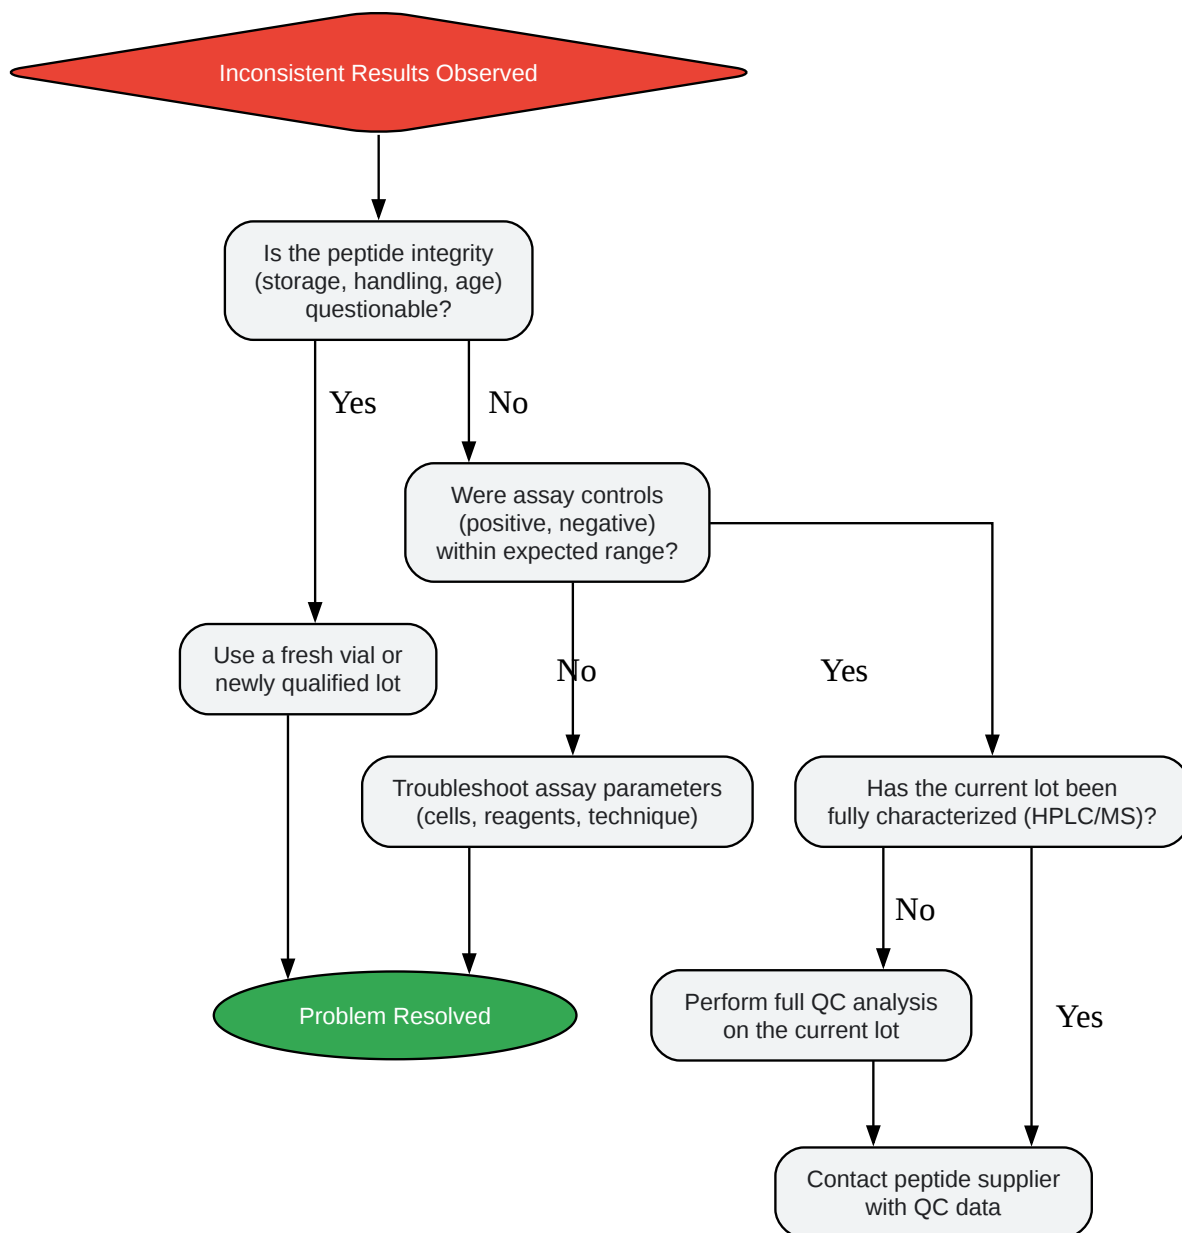 Inconsistent Results Observed
Is the peptide integrity
(storage, handling, age)
questionable?
Yes
No
Were assay controls
(positive, negative)
within expected range?
Use a fresh vial or
newly qualified lot
No
Yes
Troubleshoot assay parameters
(cells, reagents, technique)
Has the current lot been
fully characterized (HPLC/MS)?
No
Perform full QC analysis
on the current lot
Problem Resolved
Yes
Contact peptide supplier
with QC data